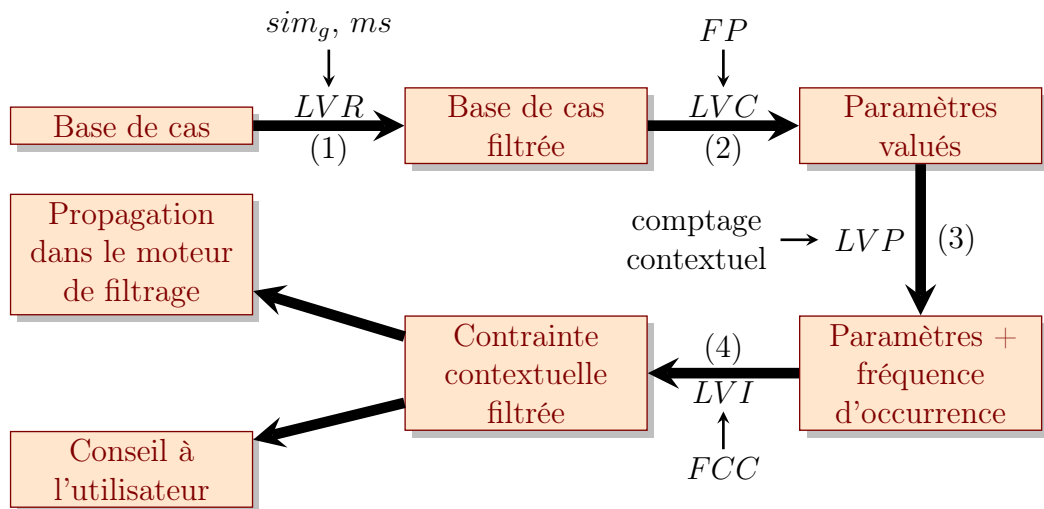 sim_g, ms
FP
LVR
LVC
Base de cas
(1)
Base de cas
filtrée
(2)
Paramètres
valués
Propagation
dans le moteur
de filtrage
comptage
contextuel
LVP
(3)
Contrainte
contextuelle
filtrée
(4)
LVI
FCC
Paramètres +
fréquence
d'occurrence
Conseil à
l'utilisateur